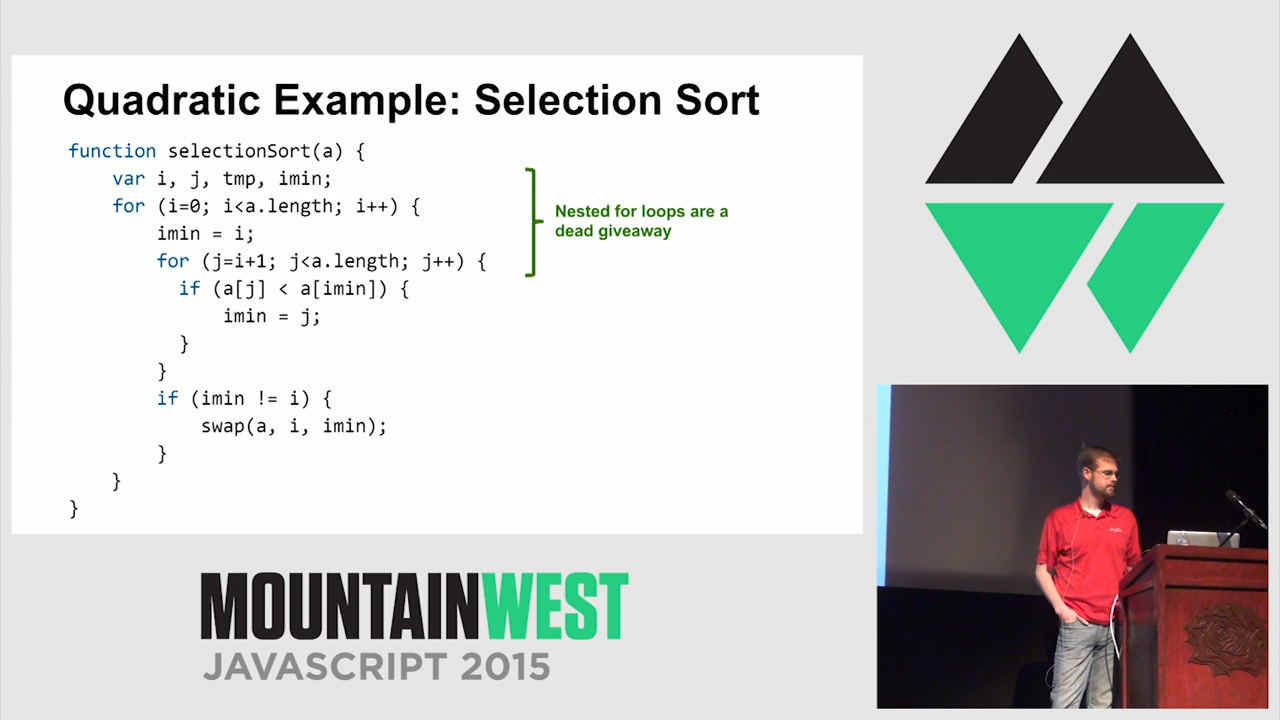 Quadratic Example: Selection Sort
function selectionSort(a) {
    var i, j, tmp, imin;
    for (i=0; i<a.length; i++) {
        imin = i;
        for (j=i+1; j<a.length; j++) {
          if (a[j] < a[imin]) {
              imin = j;
          }
        }
        if (imin != i) {
            swap(a, i, imin);
        }
    }
}
Nested for loops are a
dead giveaway
MOUNTAINWEST
JAVASCRIPT 2015